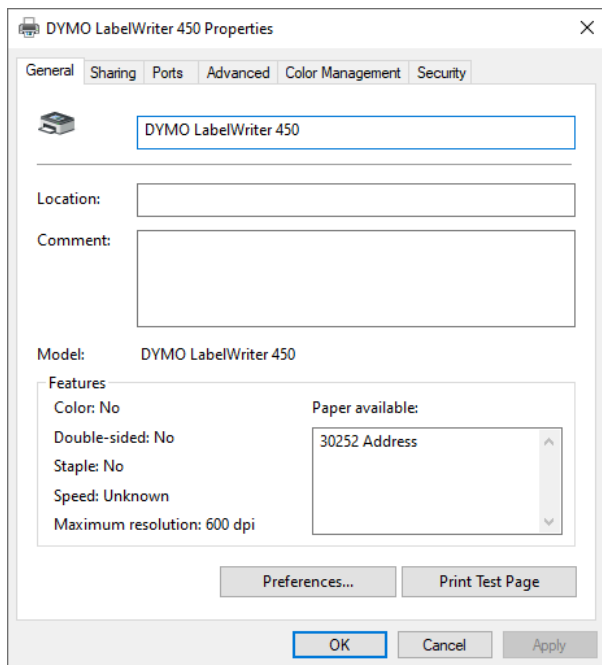 DYMO LabelWriter 450 Properties
General Sharing Ports Advanced Color Management Security
DYMO LabelWriter 450
Location:
Comment:
Model: DYMO LabelWriter 450
Features
Color: No
Double-sided: No
Staple: No
Speed: Unknown
Maximum resolution: 600 dpi
Paper available:
30252 Address
Preferences... Print Test Page
OK Cancel Apply